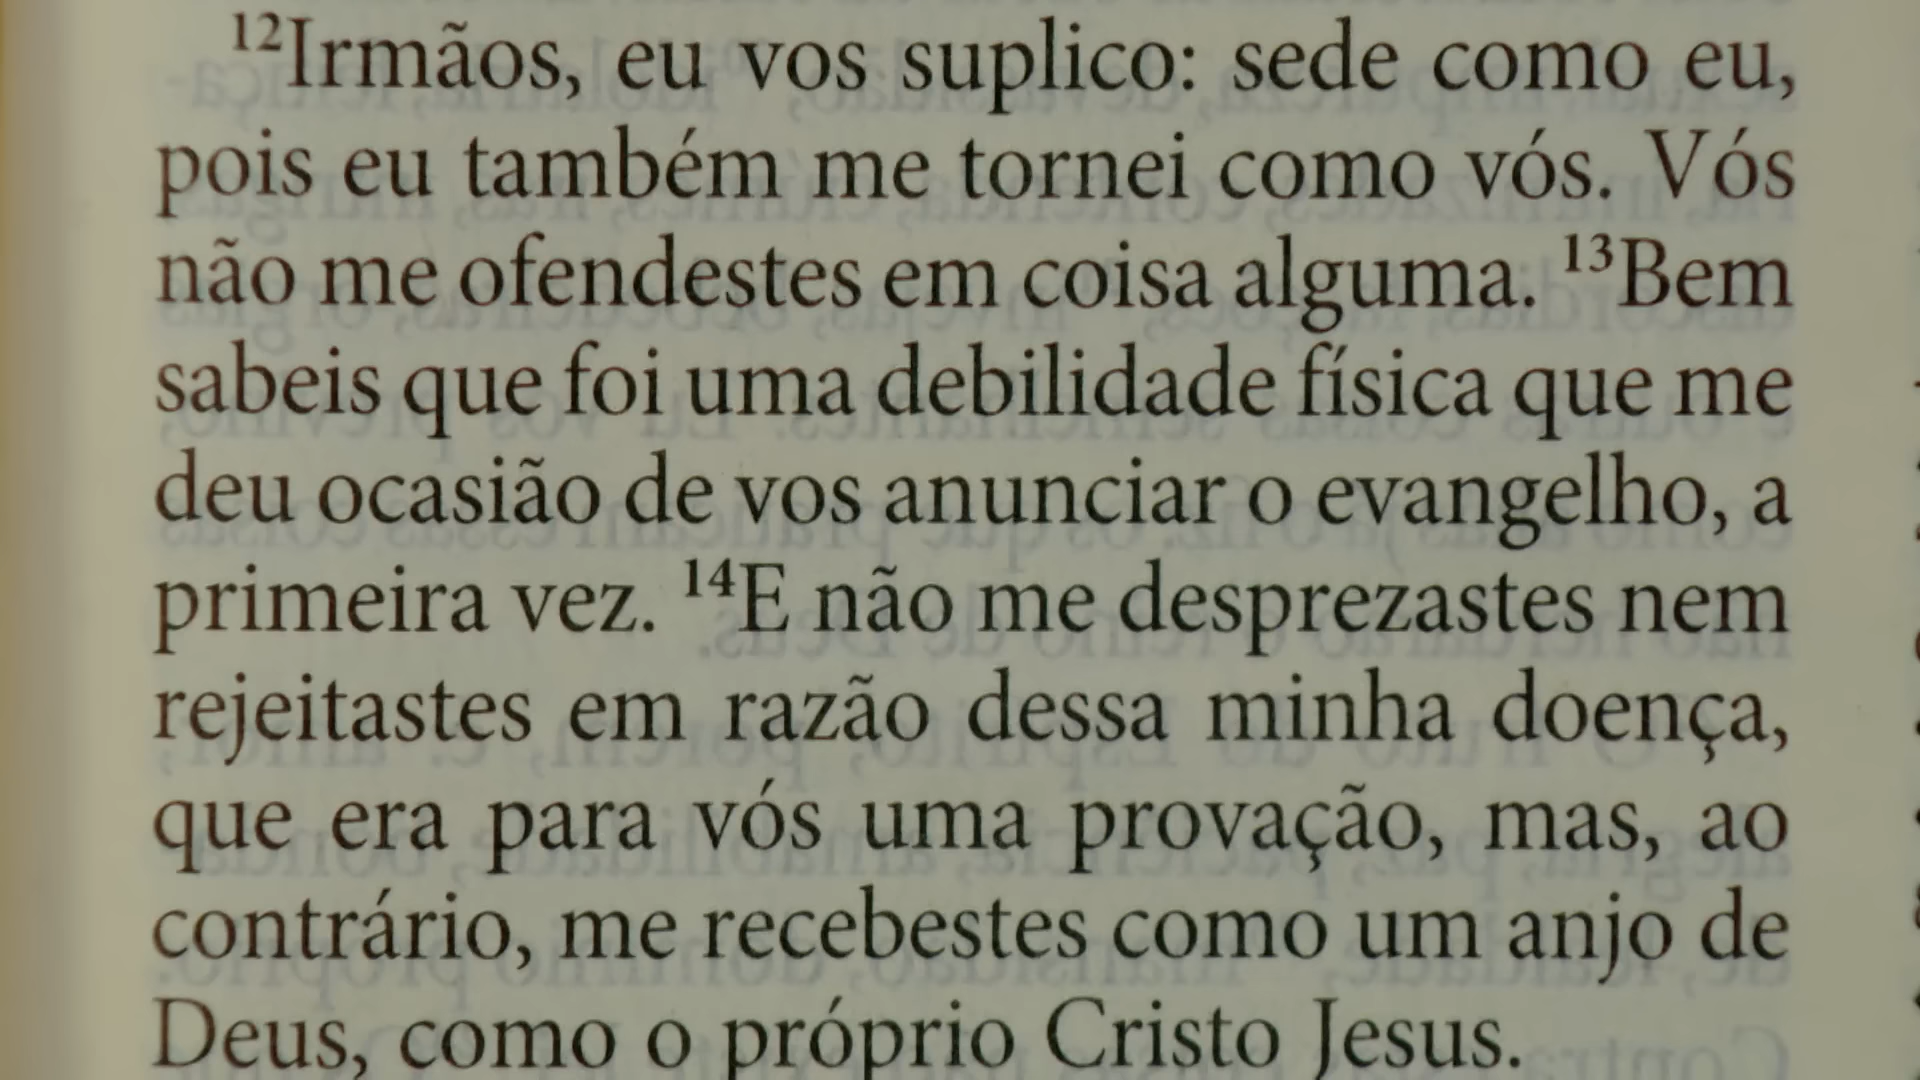 ¹²Irmãos, eu vos suplico: sede como eu,
pois eu também me tornei como vós. Vós
não me ofendestes em coisa alguma. ¹³Bem
sabeis que foi uma debilidade física que me
deu ocasião de vos anunciar o evangelho, a
primeira vez. ¹⁴E não me desprezastes nem
rejeitastes em razão dessa minha doença,
que era para vós uma provação, mas, ao
contrário, me recebestes como um anjo de
Deus, como o próprio Cristo Jesus.